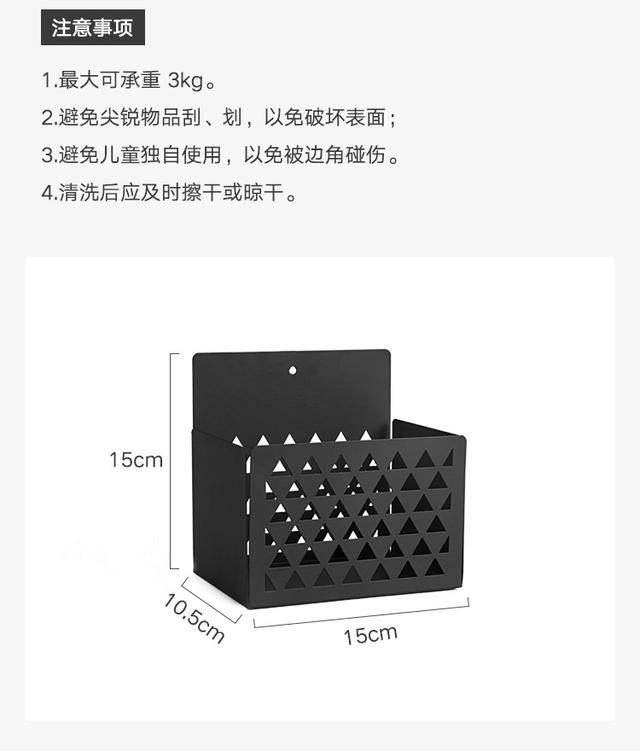 注意事项
1.最大可承重 3kg。
2.避免尖锐物品刮、划，以免破坏表面；
3.避免儿童独自使用，以免被边角碰伤。
4.清洗后应及时擦干或晾干。
15cm
10.5cm
15cm